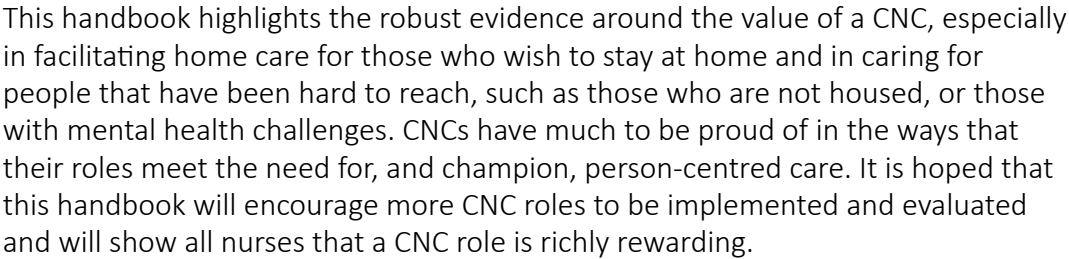 This handbook highlights the robust evidence around the value of a CNC, especially
in facilitating home care for those who wish to stay at home and in caring for
people that have been hard to reach, such as those who are not housed, or those
with mental health challenges. CNCs have much to be proud of in the ways that
their roles meet the need for, and champion, person-centred care. It is hoped that
this handbook will encourage more CNC roles to be implemented and evaluated
and will show all nurses that a CNC role is richly rewarding.